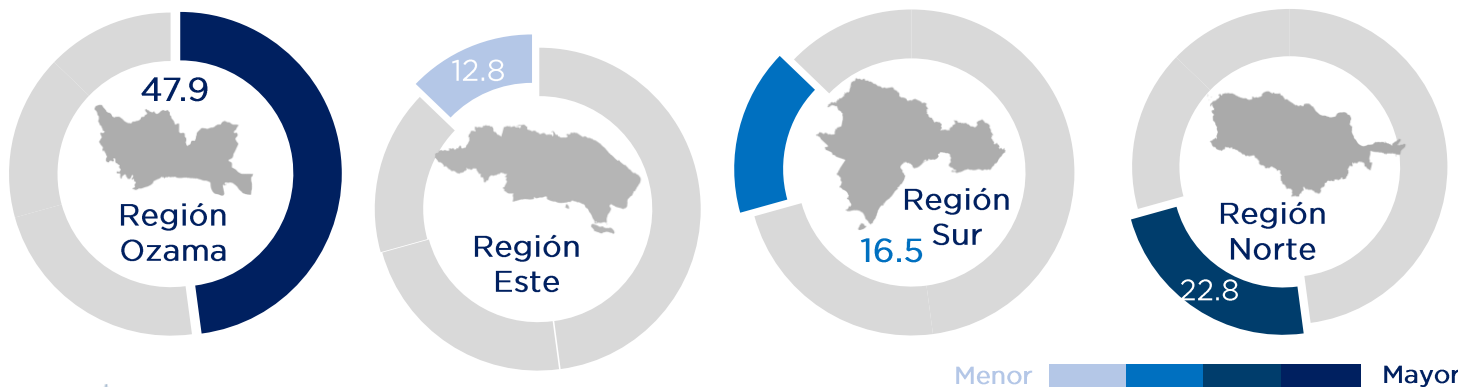 47.9
Región
Ozama
12.8
Región
Este
Región
Sur
16.5
Región
Norte
22.8
Menor
Mayor